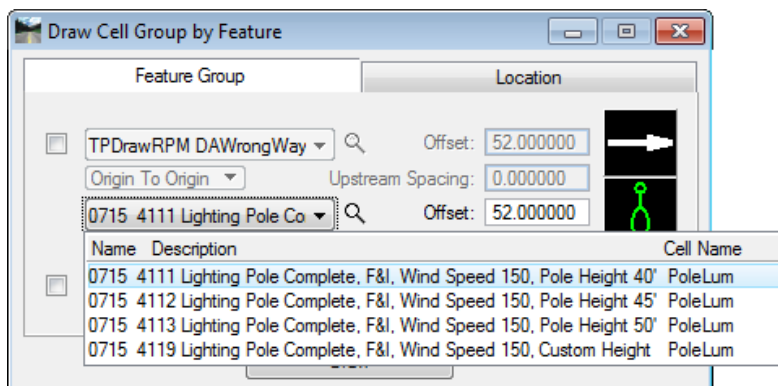 Draw Cell Group by Feature
Feature Group Location
TPDrawRPM DAWrongWay Offset: 52.000000
Origin To Origin Upstream Spacing: 0.000000
0715 4111 Lighting Pole Co Offset: 52.000000
Name Description Cell Name
0715 4111 Lighting Pole Complete, F&I, Wind Speed 150, Pole Height 40' PoleLum
0715 4112 Lighting Pole Complete, F&I, Wind Speed 150, Pole Height 45' PoleLum
0715 4113 Lighting Pole Complete, F&I, Wind Speed 150, Pole Height 50' PoleLum
0715 4119 Lighting Pole Complete, F&I, Wind Speed 150, Custom Height PoleLum